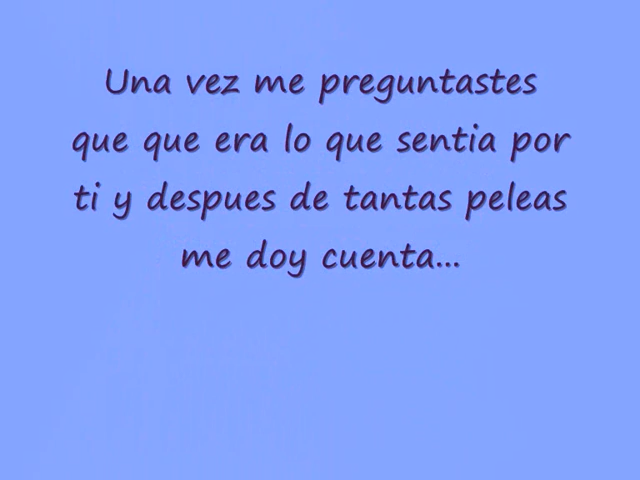 Una vez me preguntastes
que que era lo que sentia por
ti y despues de tantas peleas
me doy cuenta...